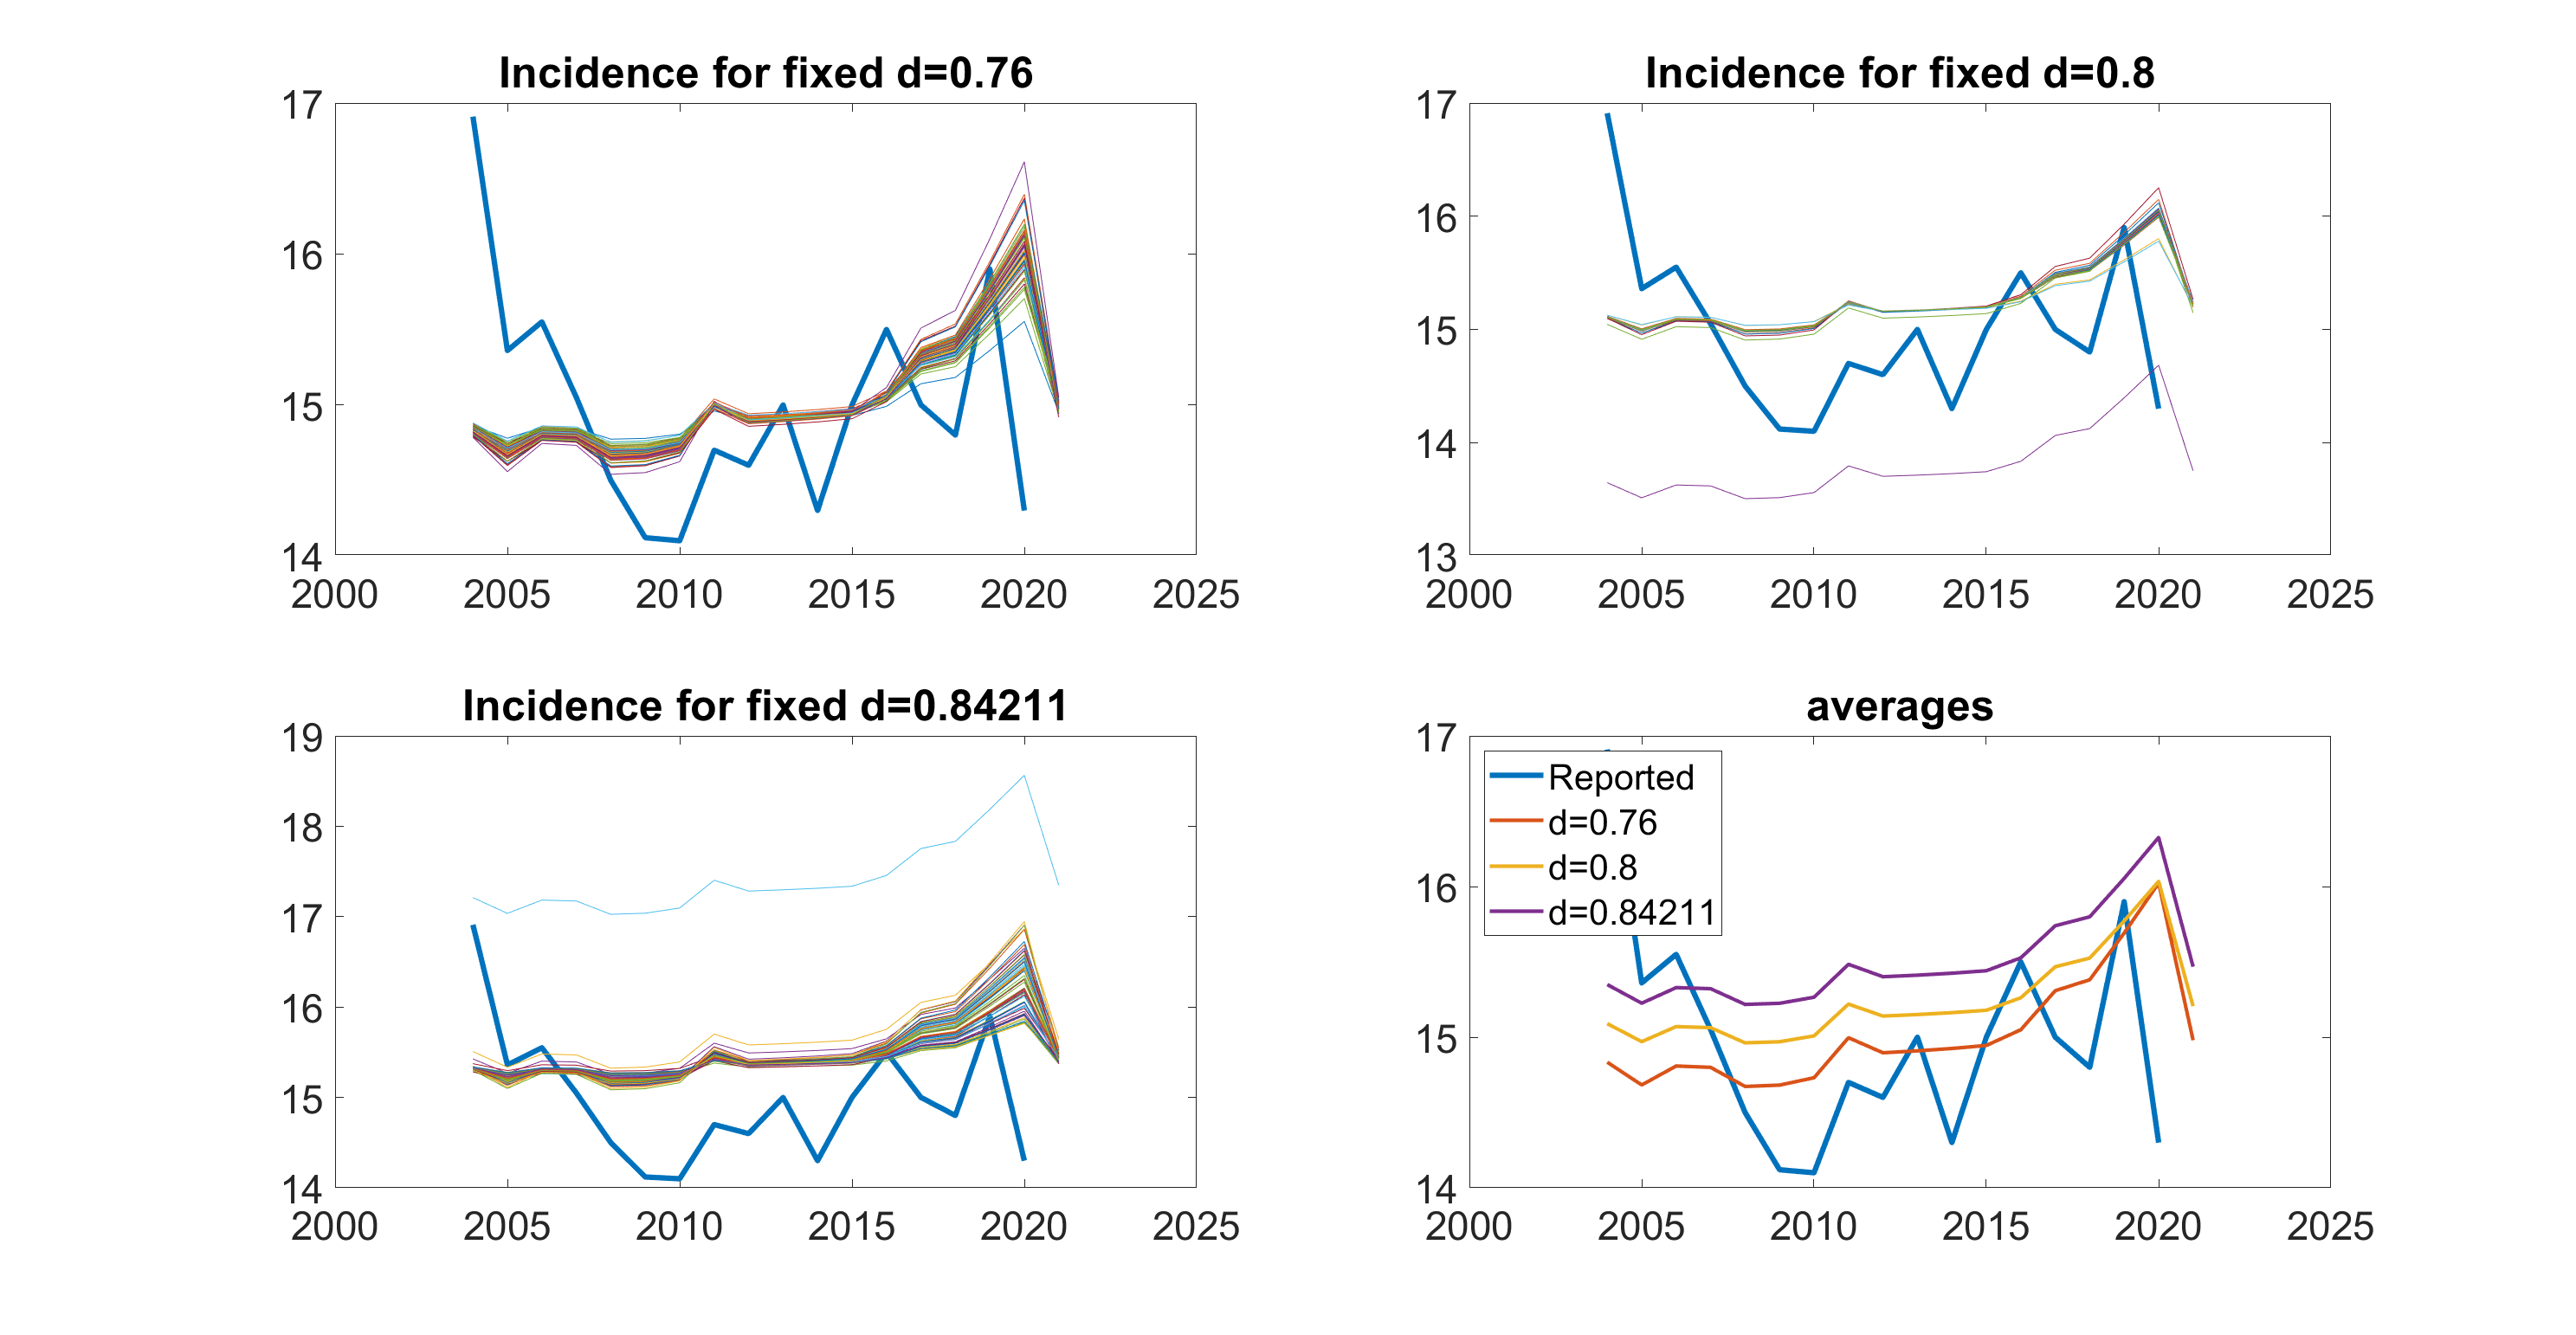 Incidence for fixed d=0.76
17
16
15
14
2000 2005 2010 2015 2020 2025
Incidence for fixed d=0.8
17
16
15
14
13
2000 2005 2010 2015 2020 2025
Incidence for fixed d=0.84211
19
18
17
16
15
14
2000 2005 2010 2015 2020 2025
averages
17
16
15
14
Reported
d=0.76
d=0.8
d=0.84211
2000 2005 2010 2015 2020 2025